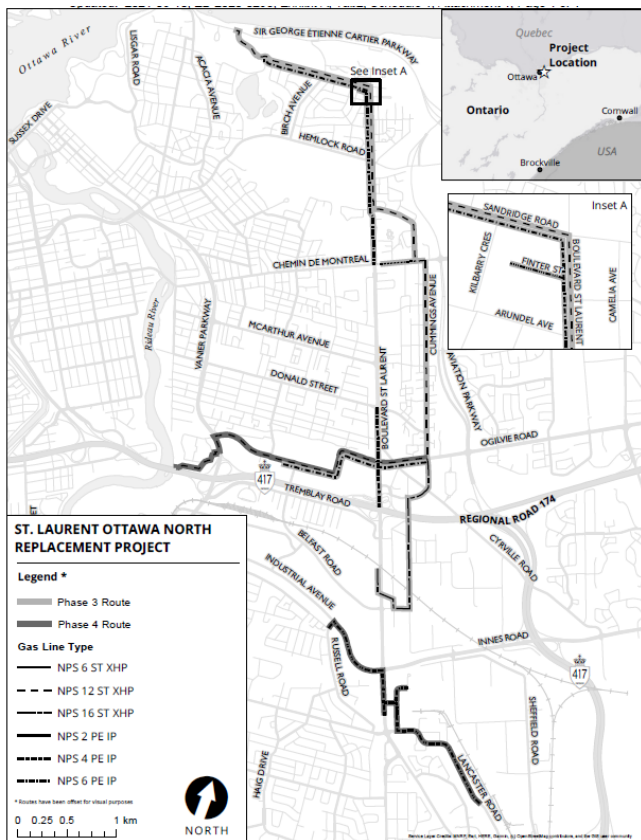 Ottawa River
LISGAR ROAD
SIR GEORGE ÉTIENNE CARTIER PARKWAY
ACACIA AVENUE
See Inset A
BIRCH AVENUE
SUSSEX DRIVE
HEMLOCK ROAD
Quebec
Project
Location
Ottawa
Ontario
Cornwall
USA
Brockville
Inset A
SANDRIDGE ROAD
KILBARRY CRES
FINTER ST
BOULEVARD ST LAURENT
CAMELIA AVE
ARUNDEL AVE
CHEMIN DE MONTREAL
Rideau River
VANIER PARKWAY
MCARTHUR AVENUE
DONALD STREET
BOULEVARD ST LAURENT
CUMMINGS AVENUE
AVIATION PARKWAY
OGILVIE ROAD
417
TREMBLAY ROAD
REGIONAL ROAD 174
CYRVILLE ROAD
BELFAST ROAD
INDUSTRIAL AVENUE
INNES ROAD
417
RUSSELL ROAD
SHEFFIELD ROAD
LANCASTER ROAD
HAIG DRIVE
ST. LAURENT OTTAWA NORTH
REPLACEMENT PROJECT
Legend *
Phase 3 Route
Phase 4 Route
Gas Line Type
NPS 6 ST XHP
NPS 12 ST XHP
NPS 16 ST XHP
NPS 2 PE IP
NPS 4 PE IP
NPS 6 PE IP
* Routes have been offset for visual purposes
0 0.25 0.5 1 km
NORTH